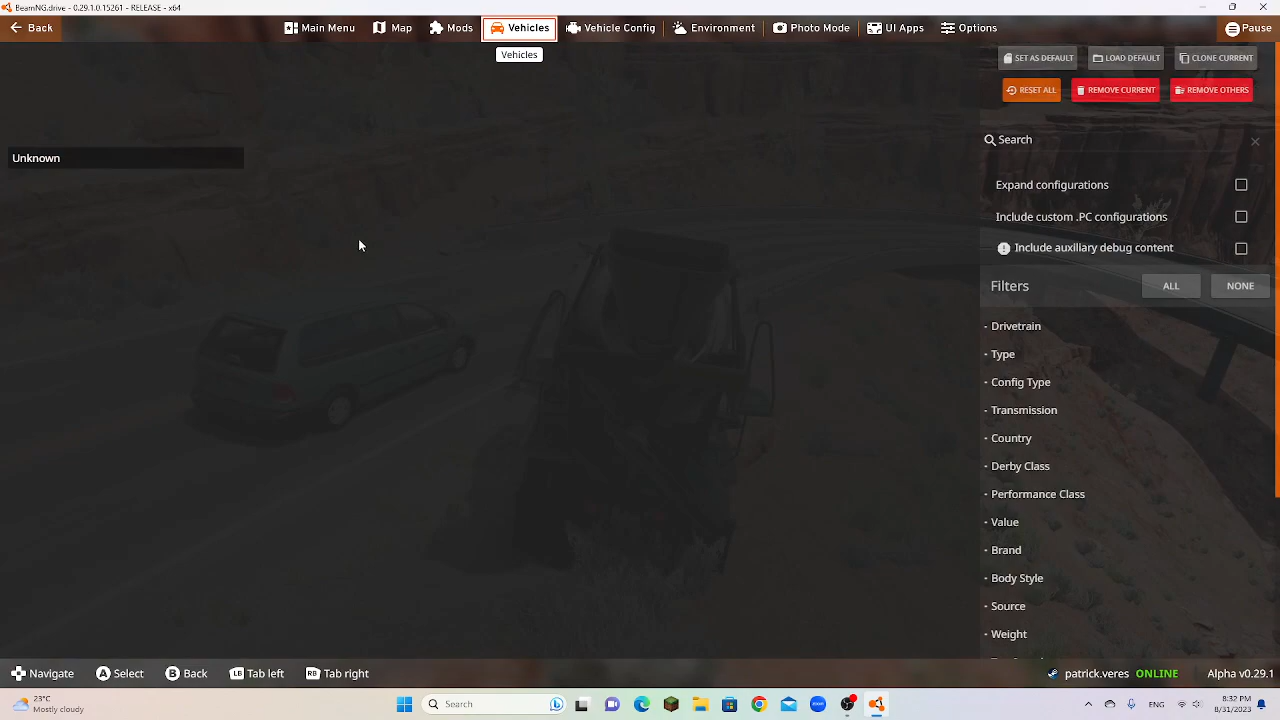 BeamNG.drive - 0.29.1.0.15261 - RELEASE - x64
Back
Main Menu
Map
Mods
Vehicles
Vehicle Config
Environment
Photo Mode
UI Apps
Options
Pause
Vehicles
SET AS DEFAULT
LOAD DEFAULT
CLONE CURRENT
RESET ALL
REMOVE CURRENT
REMOVE OTHERS
Search
Unknown
Expand configurations
Include custom .PC configurations
Include auxiliary debug content
Filters
ALL
NONE
- Drivetrain
- Type
- Config Type
- Transmission
- Country
- Derby Class
- Performance Class
- Value
- Brand
- Body Style
- Source
- Weight
Navigate
A Select
B Back
LB Tab left
RB Tab right
patrick.veres ONLINE
Alpha v0.29.1
23°C
Mostly cloudy
Search
zoom
ENG
8:32 PM
8/31/2023